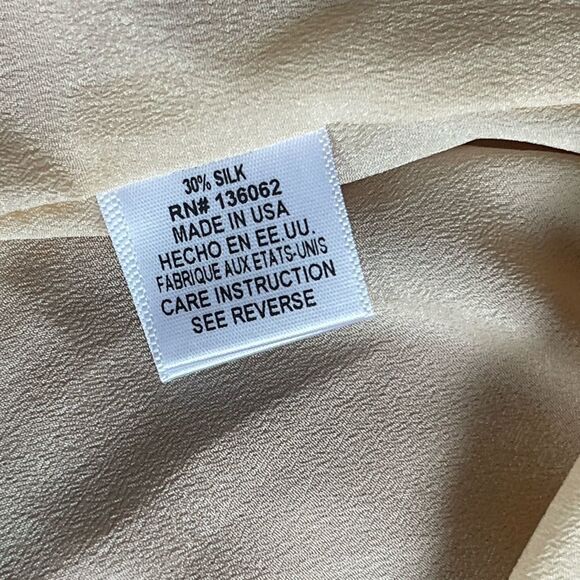 30% SILK
RN# 136062
MADE IN USA
HECHO EN EE.UU.
FABRIQUE AUX ETATS-UNIS
CARE INSTRUCTION
SEE REVERSE